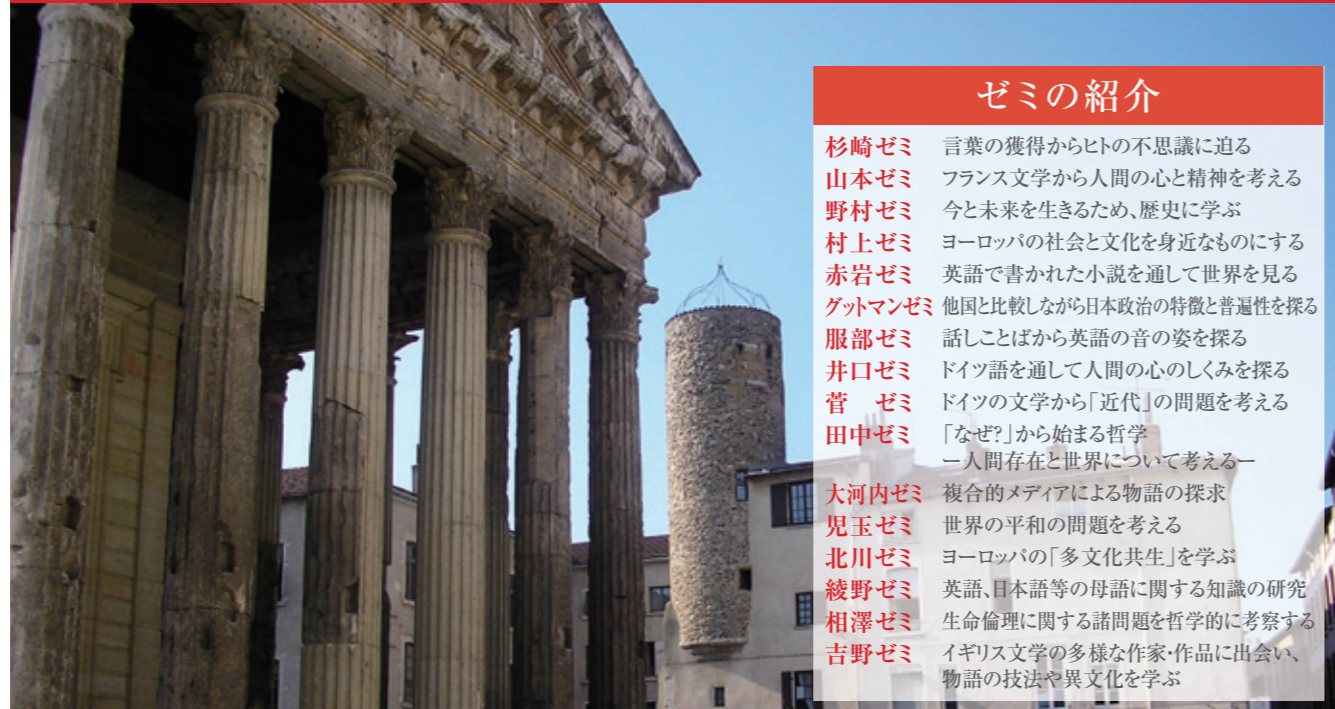 ゼミの紹介
杉崎ゼミ 言葉の獲得からヒトの不思議に迫る
山本ゼミ フランス文学から人間の心と精神を考える
野村ゼミ 今と未来を生きるため、歴史に学ぶ
村上ゼミ ヨーロッパの社会と文化を身近なものにする
赤岩ゼミ 英語で書かれた小説を通して世界を見る
グットマンゼミ 他国と比較しながら日本政治の特徴と普遍性を探る
服部ゼミ 話しことばから英語の音の姿を探る
井口ゼミ ドイツ語を通して人間の心のしくみを探る
菅　ゼミ ドイツの文学から「近代」の問題を考える
田中ゼミ 「なぜ?」から始まる哲学
ー人間存在と世界について考えるー
大河内ゼミ 複合的メディアによる物語の探求
児玉ゼミ 世界の平和の問題を考える
北川ゼミ ヨーロッパの「多文化共生」を学ぶ
綾野ゼミ 英語、日本語等の母語に関する知識の研究
相澤ゼミ 生命倫理に関する諸問題を哲学的に考察する
吉野ゼミ イギリス文学の多様な作家・作品に出会い、
物語の技法や異文化を学ぶ